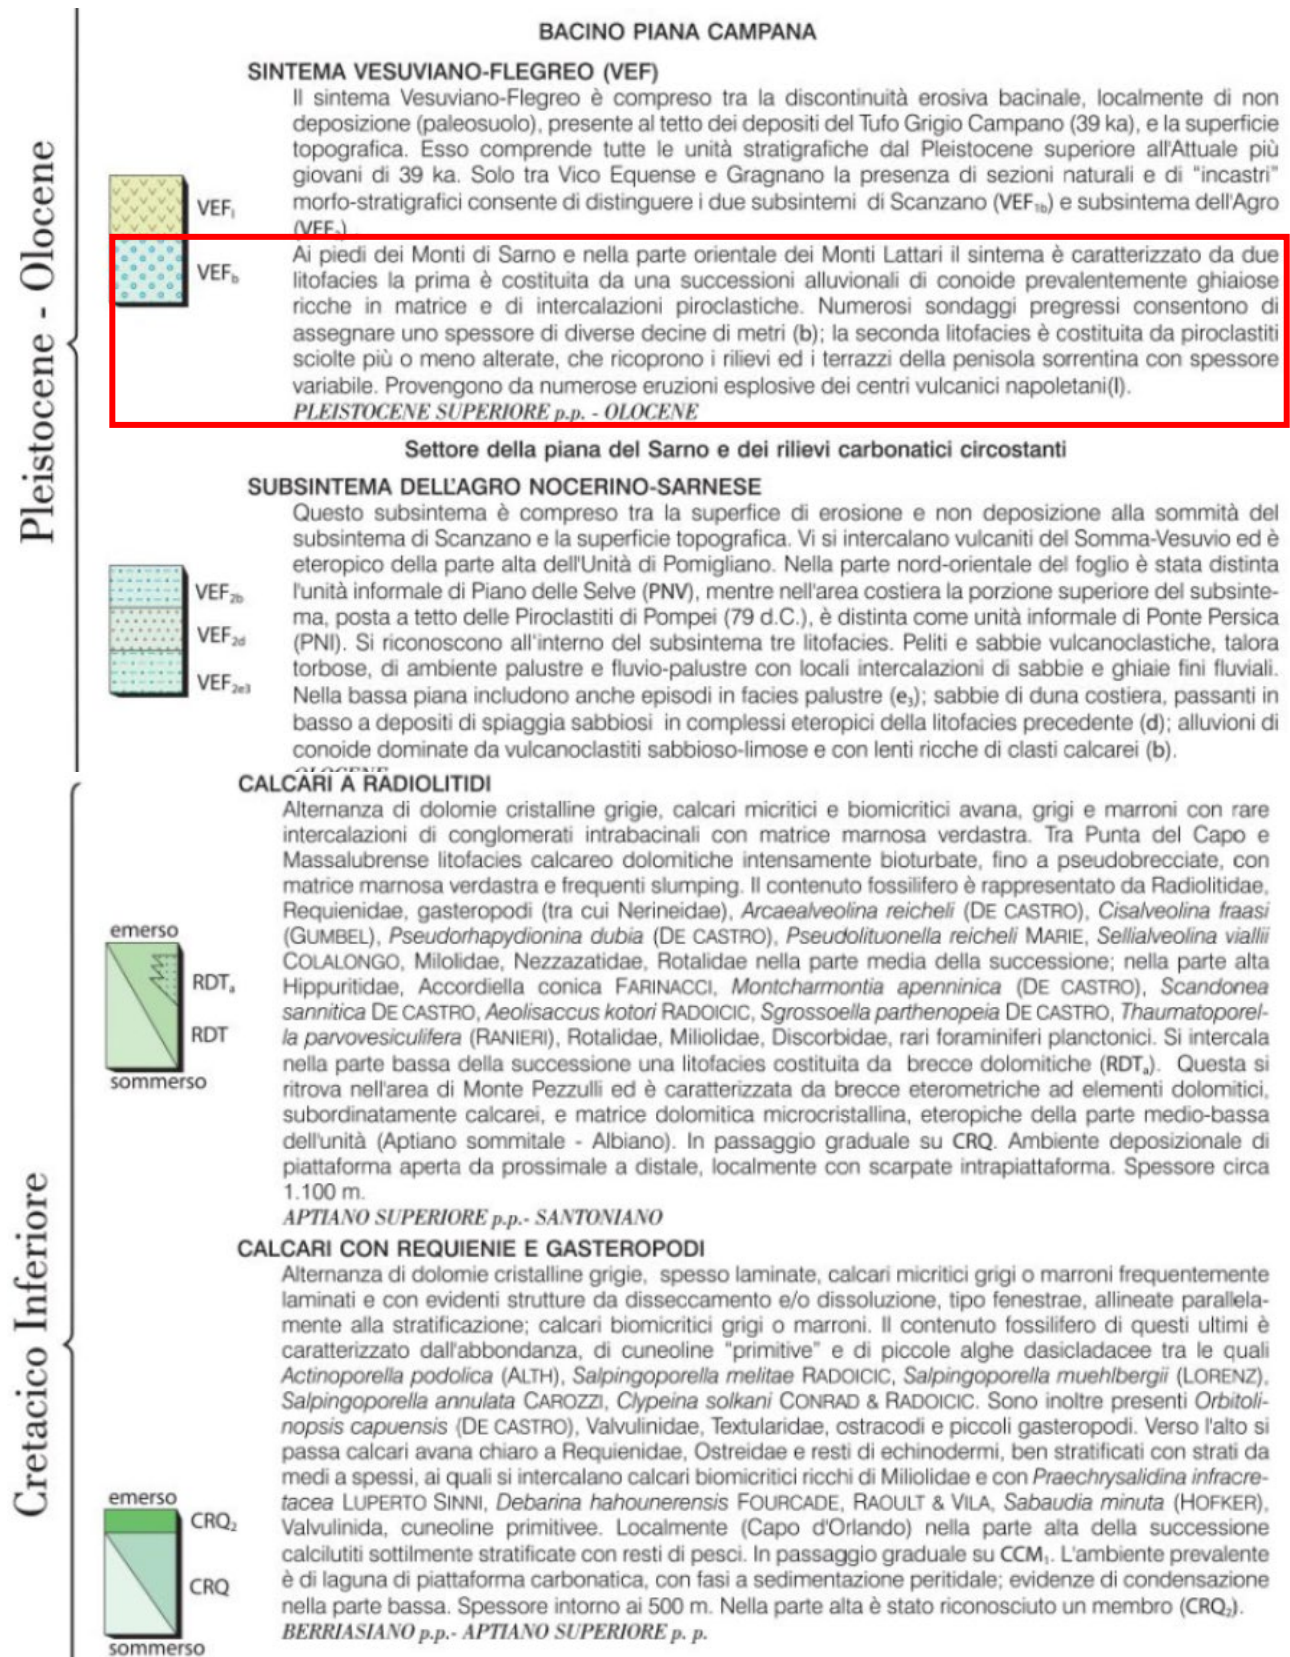 Pleistocene - Olocene
BACINO PIANA CAMPANA
SINTEMA VESUVIANO-FLEGREO (VEF)
Il sintema Vesuviano-Flegreo è compreso tra la discontinuità erosiva bacinale, localmente di non
deposizione (paleosuolo), presente al tetto dei depositi del Tufo Grigio Campano (39 ka), e la superficie
topografica. Esso comprende tutte le unità stratigrafiche dal Pleistocene superiore all'Attuale più
giovani di 39 ka. Solo tra Vico Equense e Gragnano la presenza di sezioni naturali e di "incastri"
morfo-stratigrafici consente di distinguere i due subsintemi di Scanzano (VEF1b) e subsintema dell'Agro
(VEF2).
VEFl
VEFb
Ai piedi dei Monti di Sarno e nella parte orientale dei Monti Lattari il sintema è caratterizzato da due
litofacies la prima è costituita da una successioni alluvionali di conoide prevalentemente ghiaiose
ricche in matrice e di intercalazioni piroclastiche. Numerosi sondaggi pregressi consentono di
assegnare uno spessore di diverse decine di metri (b); la seconda litofacies è costituita da piroclastiti
sciolte più o meno alterate, che ricoprono i rilievi ed i terrazzi della penisola sorrentina con spessore
variabile. Provengono da numerose eruzioni esplosive dei centri vulcanici napoletani(l).
PLEISTOCENE SUPERIORE p.p. - OLOCENE
Settore della piana del Sarno e dei rilievi carbonatici circostanti
SUBSINTEMA DELL'AGRO NOCERINO-SARNESE
Questo subsintema è compreso tra la superfice di erosione e non deposizione alla sommità del
subsintema di Scanzano e la superficie topografica. Vi si intercalano vulcaniti del Somma-Vesuvio ed è
eteropico della parte alta dell'Unità di Pomigliano. Nella parte nord-orientale del foglio è stata distinta
l'unità informale di Piano delle Selve (PNV), mentre nell'area costiera la porzione superiore del subsinte-
ma, posta a tetto delle Piroclastiti di Pompei (79 d.C.), è distinta come unità informale di Ponte Persica
(PNI). Si riconoscono all'interno del subsintema tre litofacies. Peliti e sabbie vulcanoclastiche, talora
torbose, di ambiente palustre e fluvio-palustre con locali intercalazioni di sabbie e ghiaie fini fluviali.
Nella bassa piana includono anche episodi in facies palustre (e3); sabbie di duna costiera, passanti in
basso a depositi di spiaggia sabbiosi in complessi eteropici della litofacies precedente (d); alluvioni di
conoide dominate da vulcanoclastiti sabbioso-limose e con lenti ricche di clasti calcarei (b).
OLOCENE
VEF2b
VEF2d
VEF2e3
Cretacico Inferiore
CALCARI A RADIOLITIDI
Alternanza di dolomie cristalline grigie, calcari micritici e biomicritici avana, grigi e marroni con rare
intercalazioni di conglomerati intrabacinali con matrice marnosa verdastra. Tra Punta del Capo e
Massalubrense litofacies calcareo dolomitiche intensamente bioturbate, fino a pseudobrecciate, con
matrice marnosa verdastra e frequenti slumping. Il contenuto fossilifero è rappresentato da Radiolitidae,
Requienidae, gasteropodi (tra cui Nerineidae), Arcaealveolina reicheli (DE CASTRO), Cisalveolina fraasi
(GUMBEL), Pseudorhapydionina dubia (DE CASTRO), Pseudolituonella reicheli MARIE, Sellialveolina viallii
COLALONGO, Milolidae, Nezzazatidae, Rotalidae nella parte media della successione; nella parte alta
Hippuritidae, Accordiella conica FARINACCI, Montcharmontia apenninica (DE CASTRO), Scandonea
sannitica DE CASTRO, Aeolisaccus kotori RADOICIC, Sgrossoella parthenopeia DE CASTRO, Thaumatoporel-
la parvovesiculifera (RANIERI), Rotalidae, Miliolidae, Discorbidae, rari foraminiferi planctonici. Si intercala
nella parte bassa della successione una litofacies costituita da brecce dolomitiche (RDTa). Questa si
ritrova nell'area di Monte Pezzulli ed è caratterizzata da brecce eterometriche ad elementi dolomitici,
subordinatamente calcarei, e matrice dolomitica microcristallina, eteropiche della parte medio-bassa
dell'unità (Aptiano sommitale - Albiano). In passaggio graduale su CRQ. Ambiente deposizionale di
piattaforma aperta da prossimale a distale, localmente con scarpate intrapiattaforma. Spessore circa
1.100 m.
APTIANO SUPERIORE p.p.- SANTONIANO
emerso
RDTa
RDT
sommerso
CALCARI CON REQUIENIE E GASTEROPODI
Alternanza di dolomie cristalline grigie, spesso laminate, calcari micritici grigi o marroni frequentemente
laminati e con evidenti strutture da disseccamento e/o dissoluzione, tipo fenestrae, allineate parallela-
mente alla stratificazione; calcari biomicritici grigi o marroni. Il contenuto fossilifero di questi ultimi è
caratterizzato dall'abbondanza, di cuneoline "primitive" e di piccole alghe dasicladacee tra le quali
Actinoporella podolica (ALTH), Salpingoporella melitae RADOICIC, Salpingoporella muehlbergii (LORENZ),
Salpingoporella annulata CAROZZI, Clypeina solkani CONRAD & RADOICIC. Sono inoltre presenti Orbitoli-
nopsis capuensis (DE CASTRO), Valvulinidae, Textularidae, ostracodi e piccoli gasteropodi. Verso l'alto si
passa calcari avana chiaro a Requienidae, Ostreidae e resti di echinodermi, ben stratificati con strati da
medi a spessi, ai quali si intercalano calcari biomicritici ricchi di Miliolidae e con Praechrysalidina infracre-
tacea LUPERTO SINNI, Debarina hahounerensis FOURCADE, RAOULT & VILA, Sabaudia minuta (HOFKER),
Valvulinida, cuneoline primitivee. Localmente (Capo d'Orlando) nella parte alta della successione
calcilutiti sottilmente stratificate con resti di pesci. In passaggio graduale su CCM1. L'ambiente prevalente
è di laguna di piattaforma carbonatica, con fasi a sedimentazione peritidale; evidenze di condensazione
nella parte bassa. Spessore intorno ai 500 m. Nella parte alta è stato riconosciuto un membro (CRQ2).
BERRIASIANO p.p.- APTIANO SUPERIORE p. p.
emerso
CRQ2
CRQ
sommerso